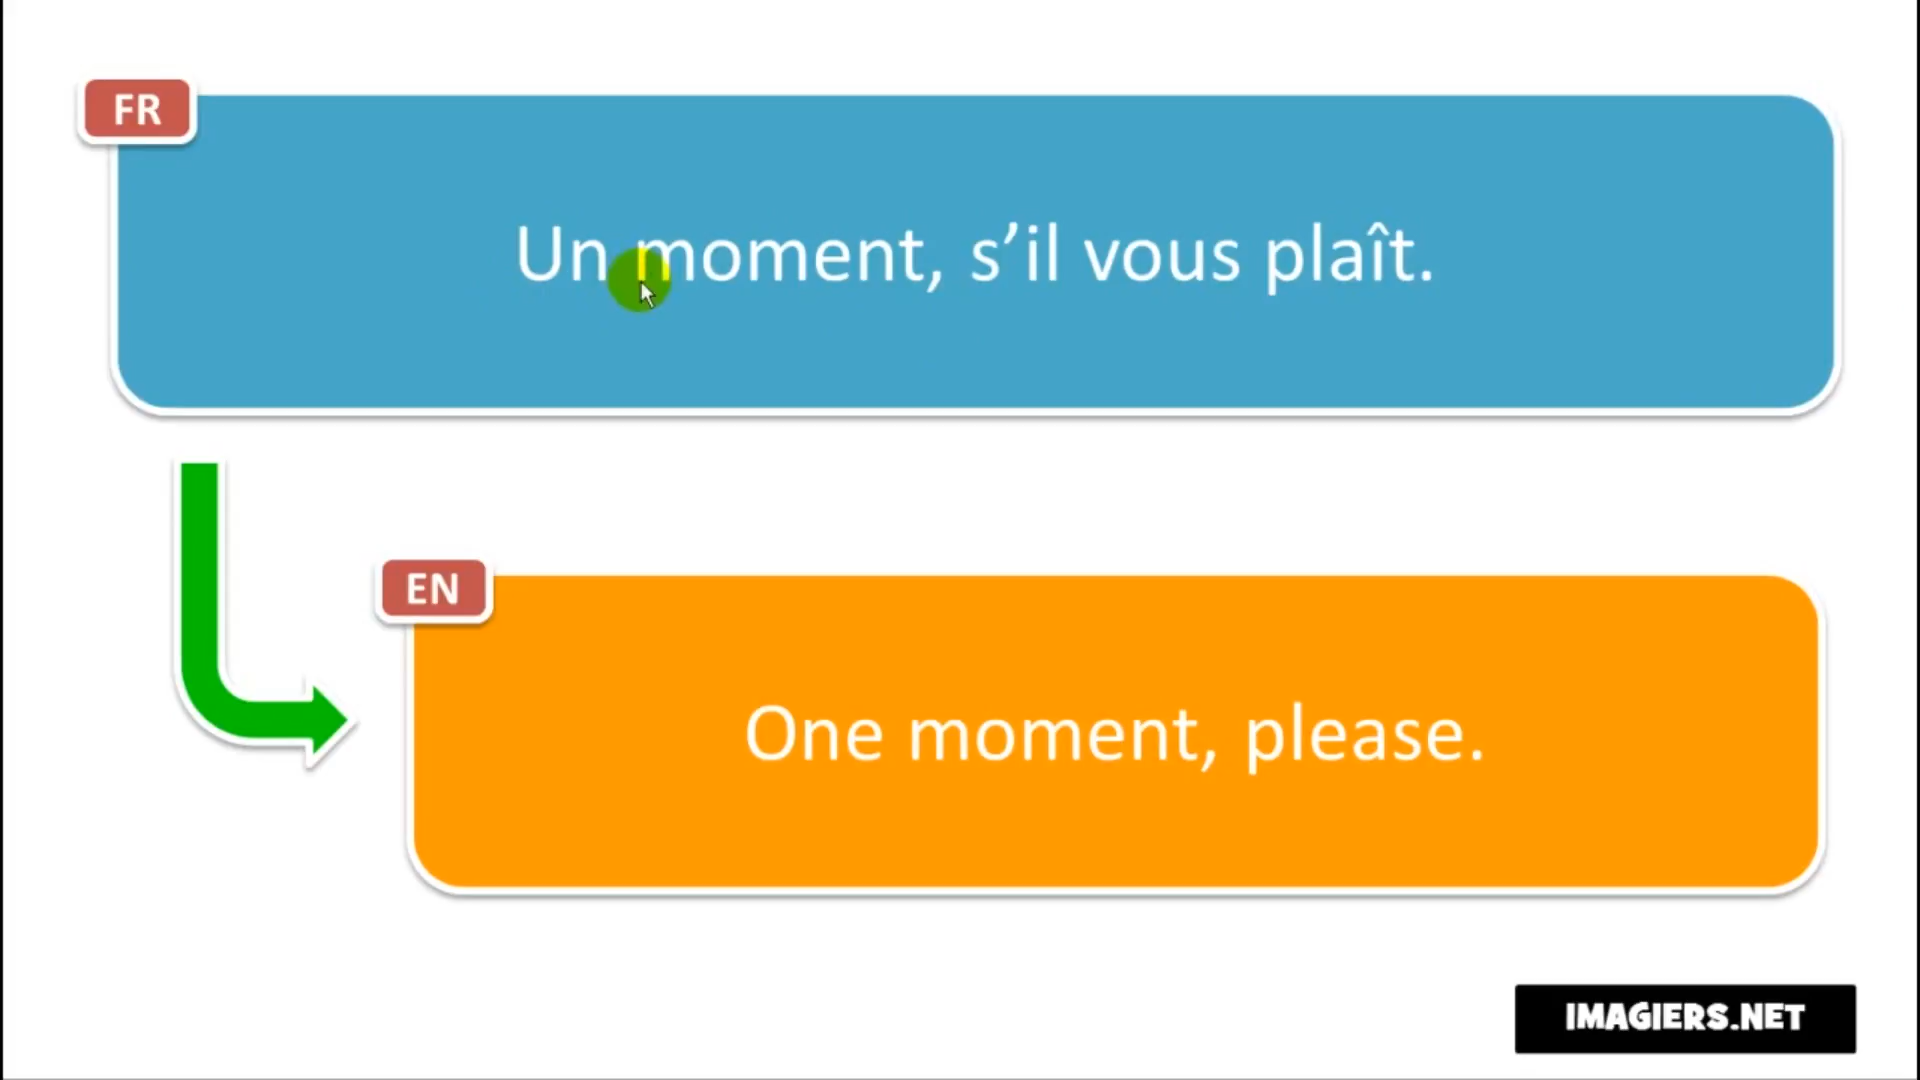 FR
Un moment, s’il vous plaît.
EN
One moment, please.
IMAGIERS.NET